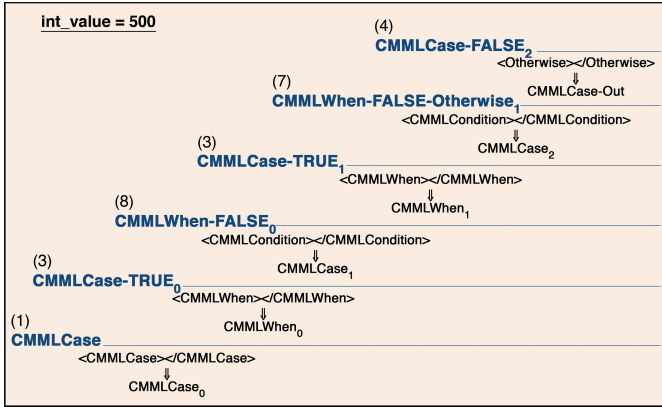 int_value = 500
(4)
CMMLCase-FALSE₂
<Otherwise></Otherwise>
⇓
CMMLCase-Out
(7)
CMMLWhen-FALSE-Otherwise₁
<CMMLCondition></CMMLCondition>
⇓
CMMLCase₂
(3)
CMMLCase-TRUE₁
<CMMLWhen></CMMLWhen>
⇓
CMMLWhen₁
(8)
CMMLWhen-FALSE₀
<CMMLCondition></CMMLCondition>
⇓
CMMLCase₁
(3)
CMMLCase-TRUE₀
<CMMLWhen></CMMLWhen>
⇓
CMMLWhen₀
(1)
CMMLCase
<CMMLCase></CMMLCase>
⇓
CMMLCase₀